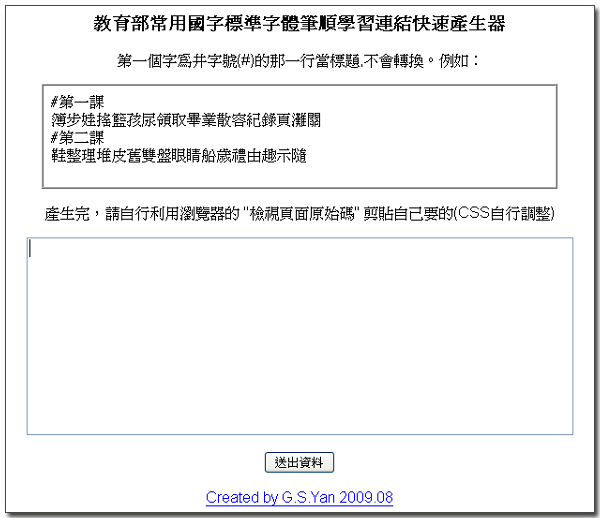 教育部常用國字標準字體筆順學習連結快速產生器
第一個字為井字號(#)的那一行當標題,不會轉換。例如：
#第一課
簿步娃搖籃孩尿領取畢業散容紀錄頁灘關
#第二課
鞋整理堆皮舊雙盤眼睛船歲禮由趣示隨
產生完，請自行利用瀏覽器的 "檢視頁面原始碼" 剪貼自己要的(CSS自行調整)
送出資料
Created by G.S.Yan 2009.08